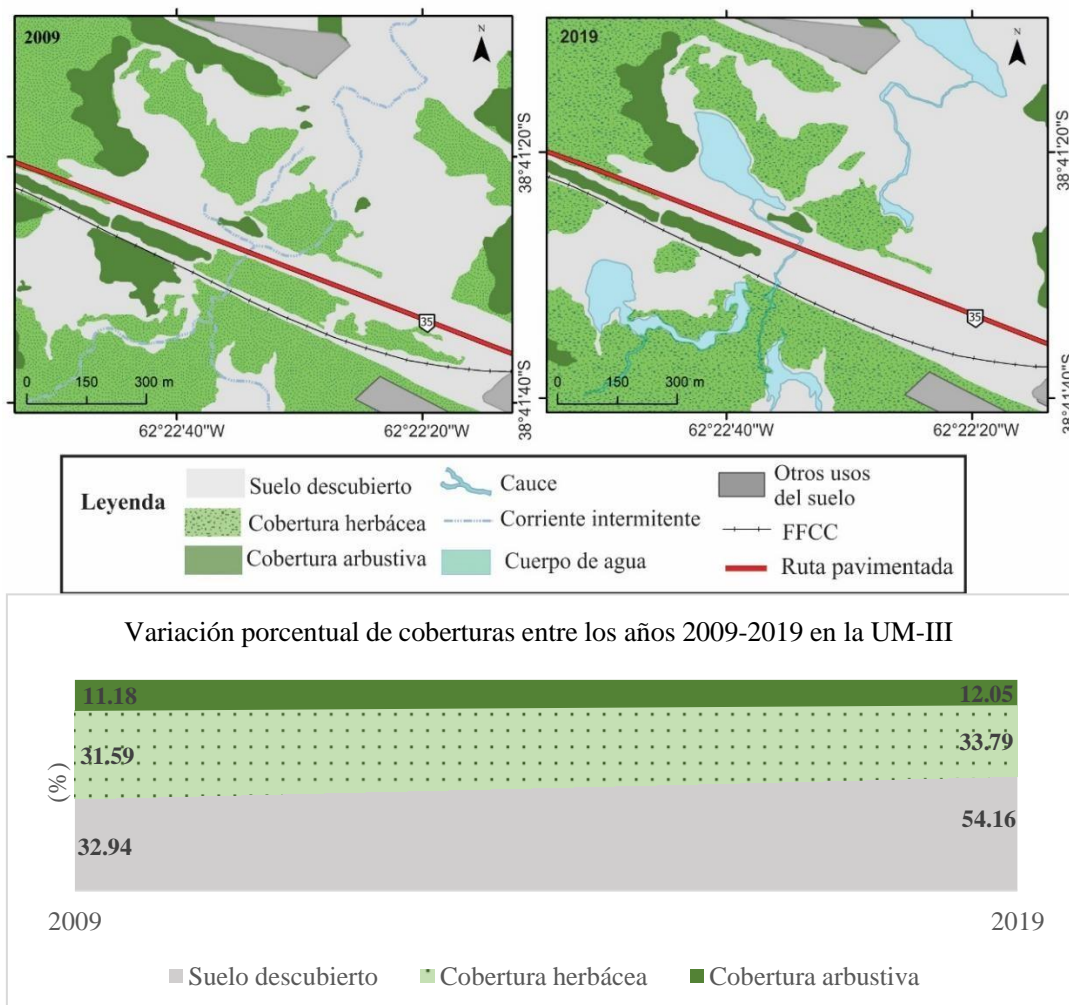 2009
N
38°41'20"S
35
0 150 300 m
38°41'40"S
62°22'40"W 62°22'20"W
2019
N
38°41'20"S
35
0 150 300 m
38°41'40"S
62°22'40"W 62°22'20"W
Leyenda
Suelo descubierto
Cobertura herbácea
Cobertura arbustiva
Cauce
Corriente intermitente
Cuerpo de agua
Otros usos
del suelo
FFCC
Ruta pavimentada
Variación porcentual de coberturas entre los años 2009-2019 en la UM-III
(%)
11.18 12.05
31.59 33.79
32.94 54.16
2009 2019
Suelo descubierto Cobertura herbácea Cobertura arbustiva